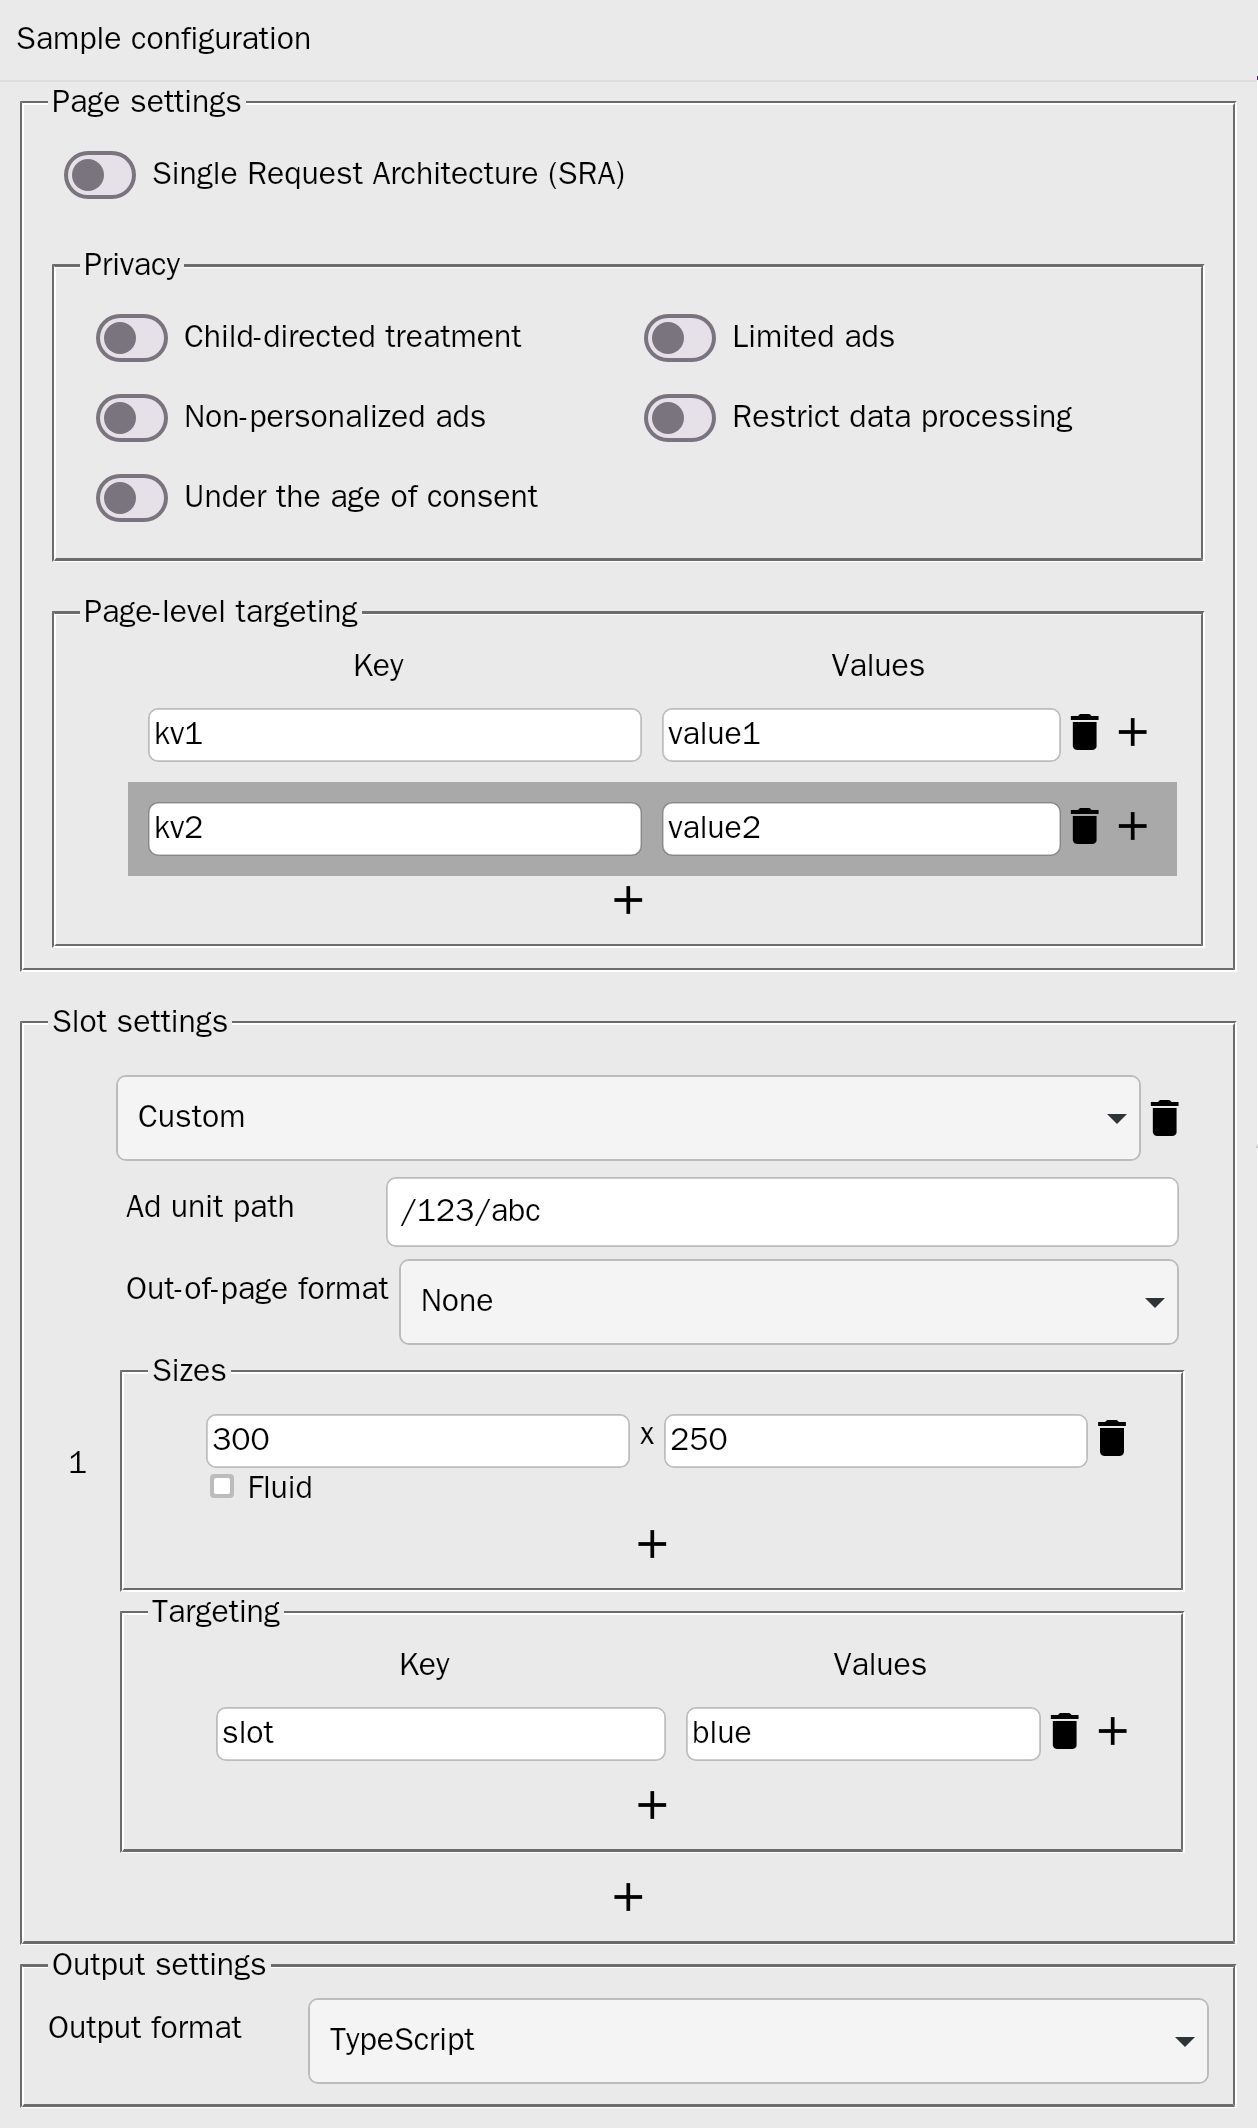 Sample configuration
Page settings
Single Request Architecture (SRA)
Privacy
Child-directed treatment
Limited ads
Non-personalized ads
Restrict data processing
Under the age of consent
Page-level targeting
Key
Values
kv1
value1
kv2
value2
Slot settings
Custom
Ad unit path
/123/abc
Out-of-page format
None
1
Sizes
300
x
250
Fluid
Targeting
Key
Values
slot
blue
Output settings
Output format
TypeScript